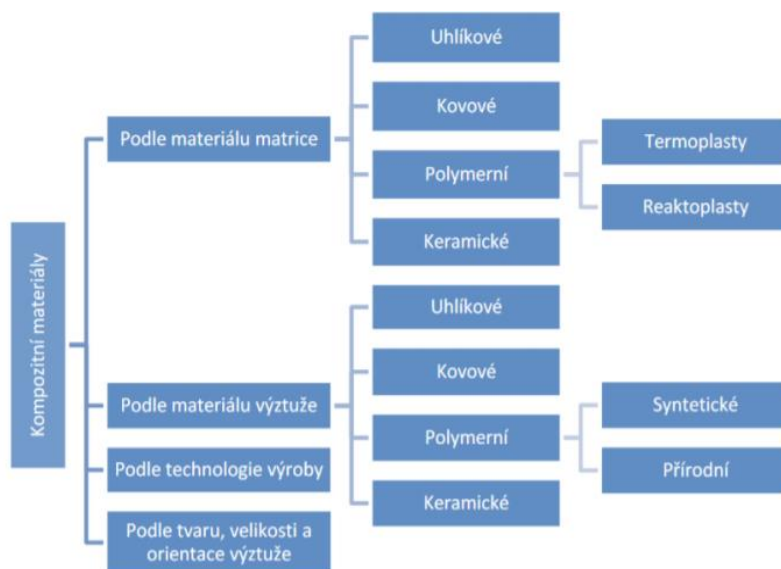 Kompozitní materiály
Podle materiálu matrice
Uhlíkové
Kovové
Polymerní
Termoplasty
Reaktoplasty
Keramické
Podle materiálu výztuže
Uhlíkové
Kovové
Polymerní
Syntetické
Přírodní
Keramické
Podle technologie výroby
Podle tvaru, velikosti a
orientace výztuže